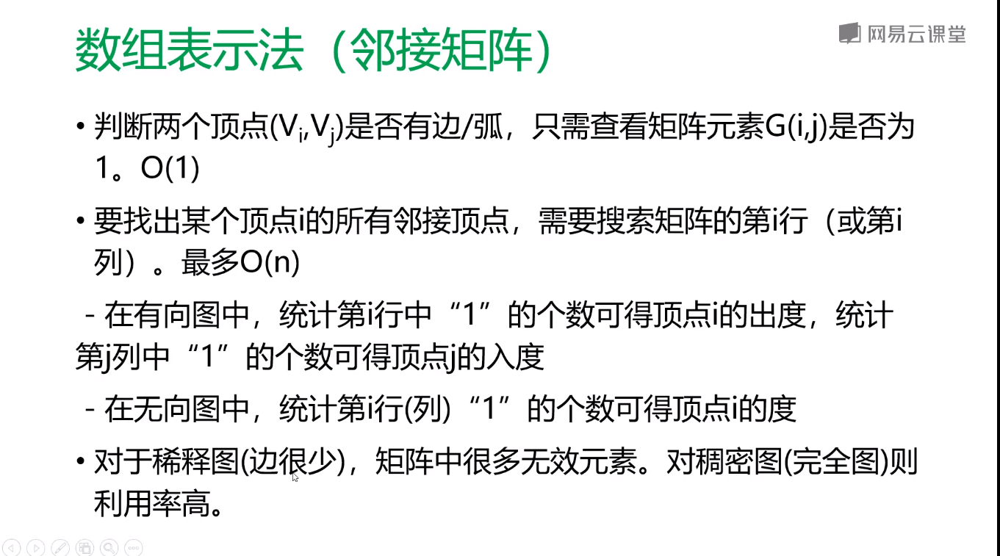 数组表示法（邻接矩阵）
网易云课堂
• 判断两个顶点(Vi,Vj)是否有边/弧，只需查看矩阵元素G(i,j)是否为
1。O(1)
• 要找出某个顶点i的所有邻接顶点，需要搜索矩阵的第i行（或第i
列）。最多O(n)
- 在有向图中，统计第i行中“1”的个数可得顶点i的出度，统计
第j列中“1”的个数可得顶点j的入度
- 在无向图中，统计第i行(列)“1”的个数可得顶点i的度
• 对于稀释图(边很少)，矩阵中很多无效元素。对稠密图(完全图)则
利用率高。